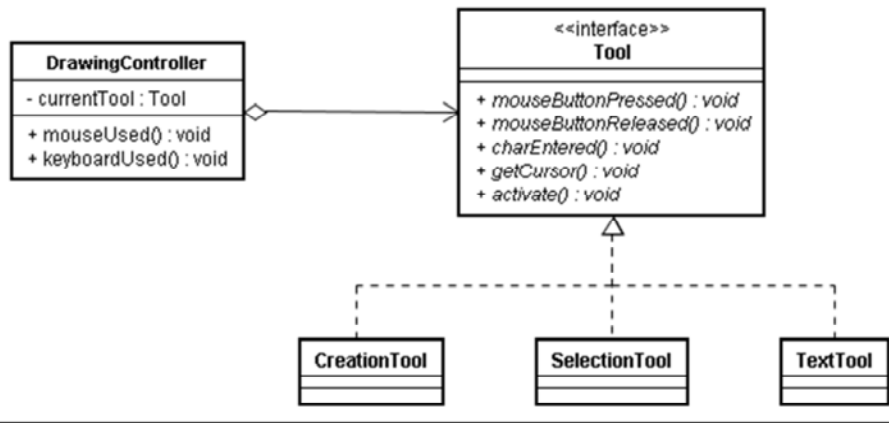 DrawingController
- currentTool : Tool
+ mouseUsed() : void
+ keyboardUsed() : void
<<interface>>
Tool
+ mouseButtonPressed() : void
+ mouseButtonReleased() : void
+ charEntered() : void
+ getCursor() : void
+ activate() : void
CreationTool
SelectionTool
TextTool